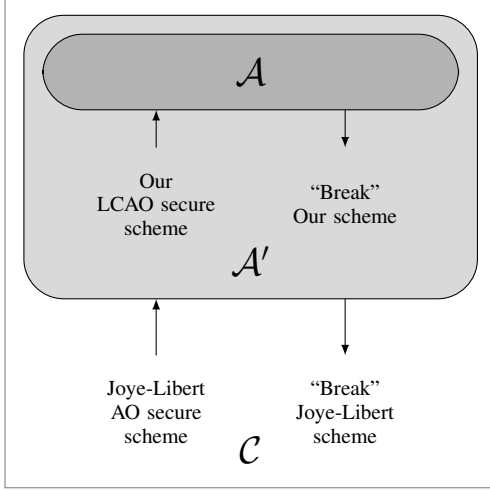 𝒜
Our
LCAO secure
scheme
“Break”
Our scheme
𝒜′
Joye-Libert
AO secure
scheme
“Break”
Joye-Libert
scheme
𝒞